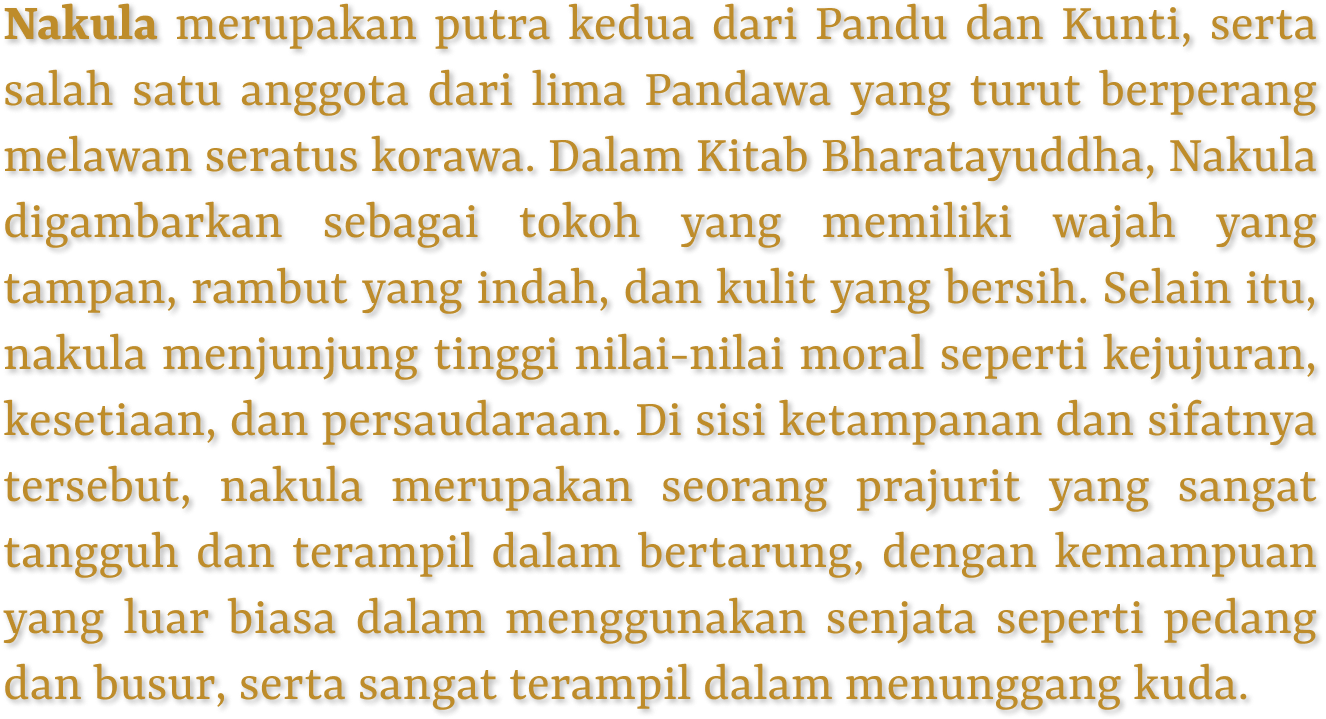 Nakula merupakan putra kedua dari Pandu dan Kunti, serta
salah satu anggota dari lima Pandawa yang turut berperang
melawan seratus korawa. Dalam Kitab Bharatayuddha, Nakula
digambarkan sebagai tokoh yang memiliki wajah yang
tampan, rambut yang indah, dan kulit yang bersih. Selain itu,
nakula menjunjung tinggi nilai-nilai moral seperti kejujuran,
kesetiaan, dan persaudaraan. Di sisi ketampanan dan sifatnya
tersebut, nakula merupakan seorang prajurit yang sangat
tangguh dan terampil dalam bertarung, dengan kemampuan
yang luar biasa dalam menggunakan senjata seperti pedang
dan busur, serta sangat terampil dalam menunggang kuda.